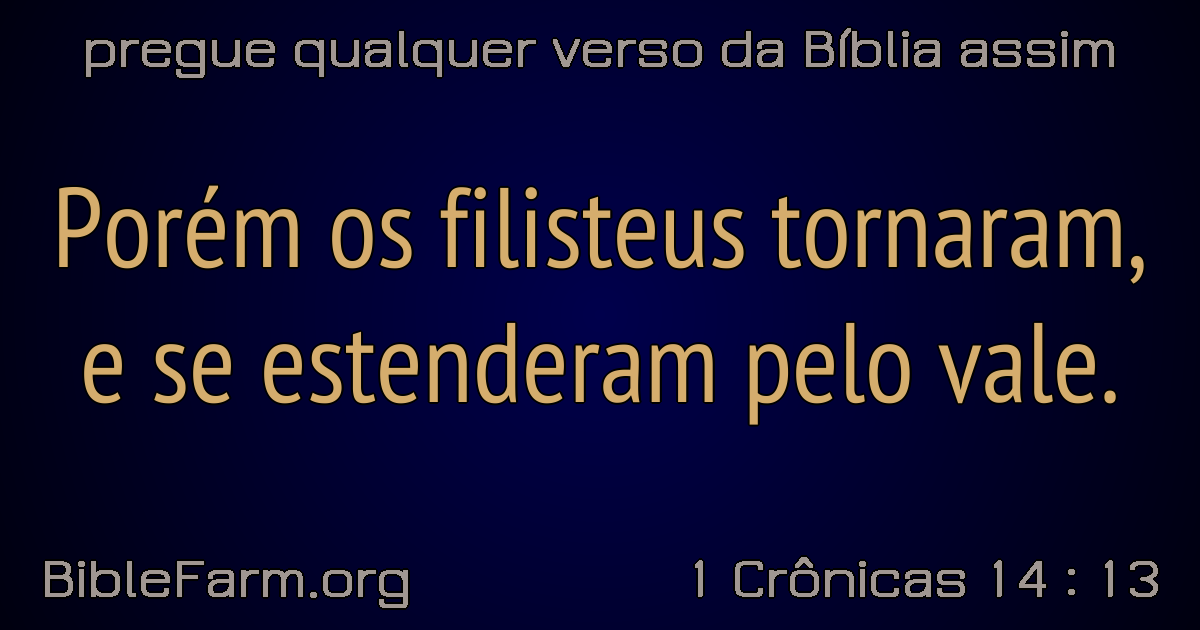 pregue qualquer verso da Bíblia assim
Porém os filisteus tornaram,
e se estenderam pelo vale.
BibleFarm.org
1 Crônicas 14 : 13